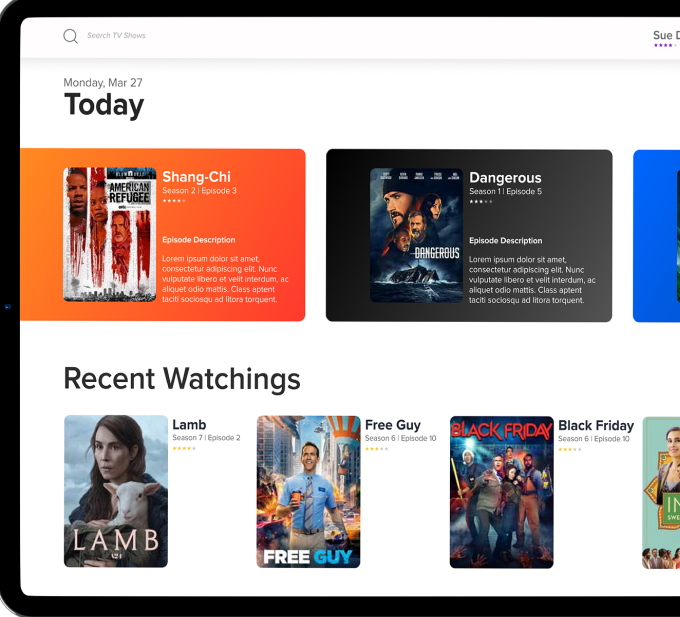 Search TV Shows
Sue D
Monday, Mar 27
Today
AMERICAN
REFUGEE
Shang-Chi
Season 2 | Episode 3
Episode Description
Lorem ipsum dolor sit amet,
consectetur adipiscing elit. Nunc
vulputate libero et velit interdum, ac
aliquet odio mattis. Class aptent
taciti sociosqu ad litora torquent.
DANGEROUS
Dangerous
Season 1 | Episode 5
Episode Description
Lorem ipsum dolor sit amet,
consectetur adipiscing elit. Nunc
vulputate libero et velit interdum, ac
aliquet odio mattis. Class aptent
taciti sociosqu ad litora torquent.
Recent Watchings
LAMB
Lamb
Season 7 | Episode 2
FREE GUY
Free Guy
Season 6 | Episode 10
BLACK FRIDAY
Black Friday
Season 6 | Episode 10